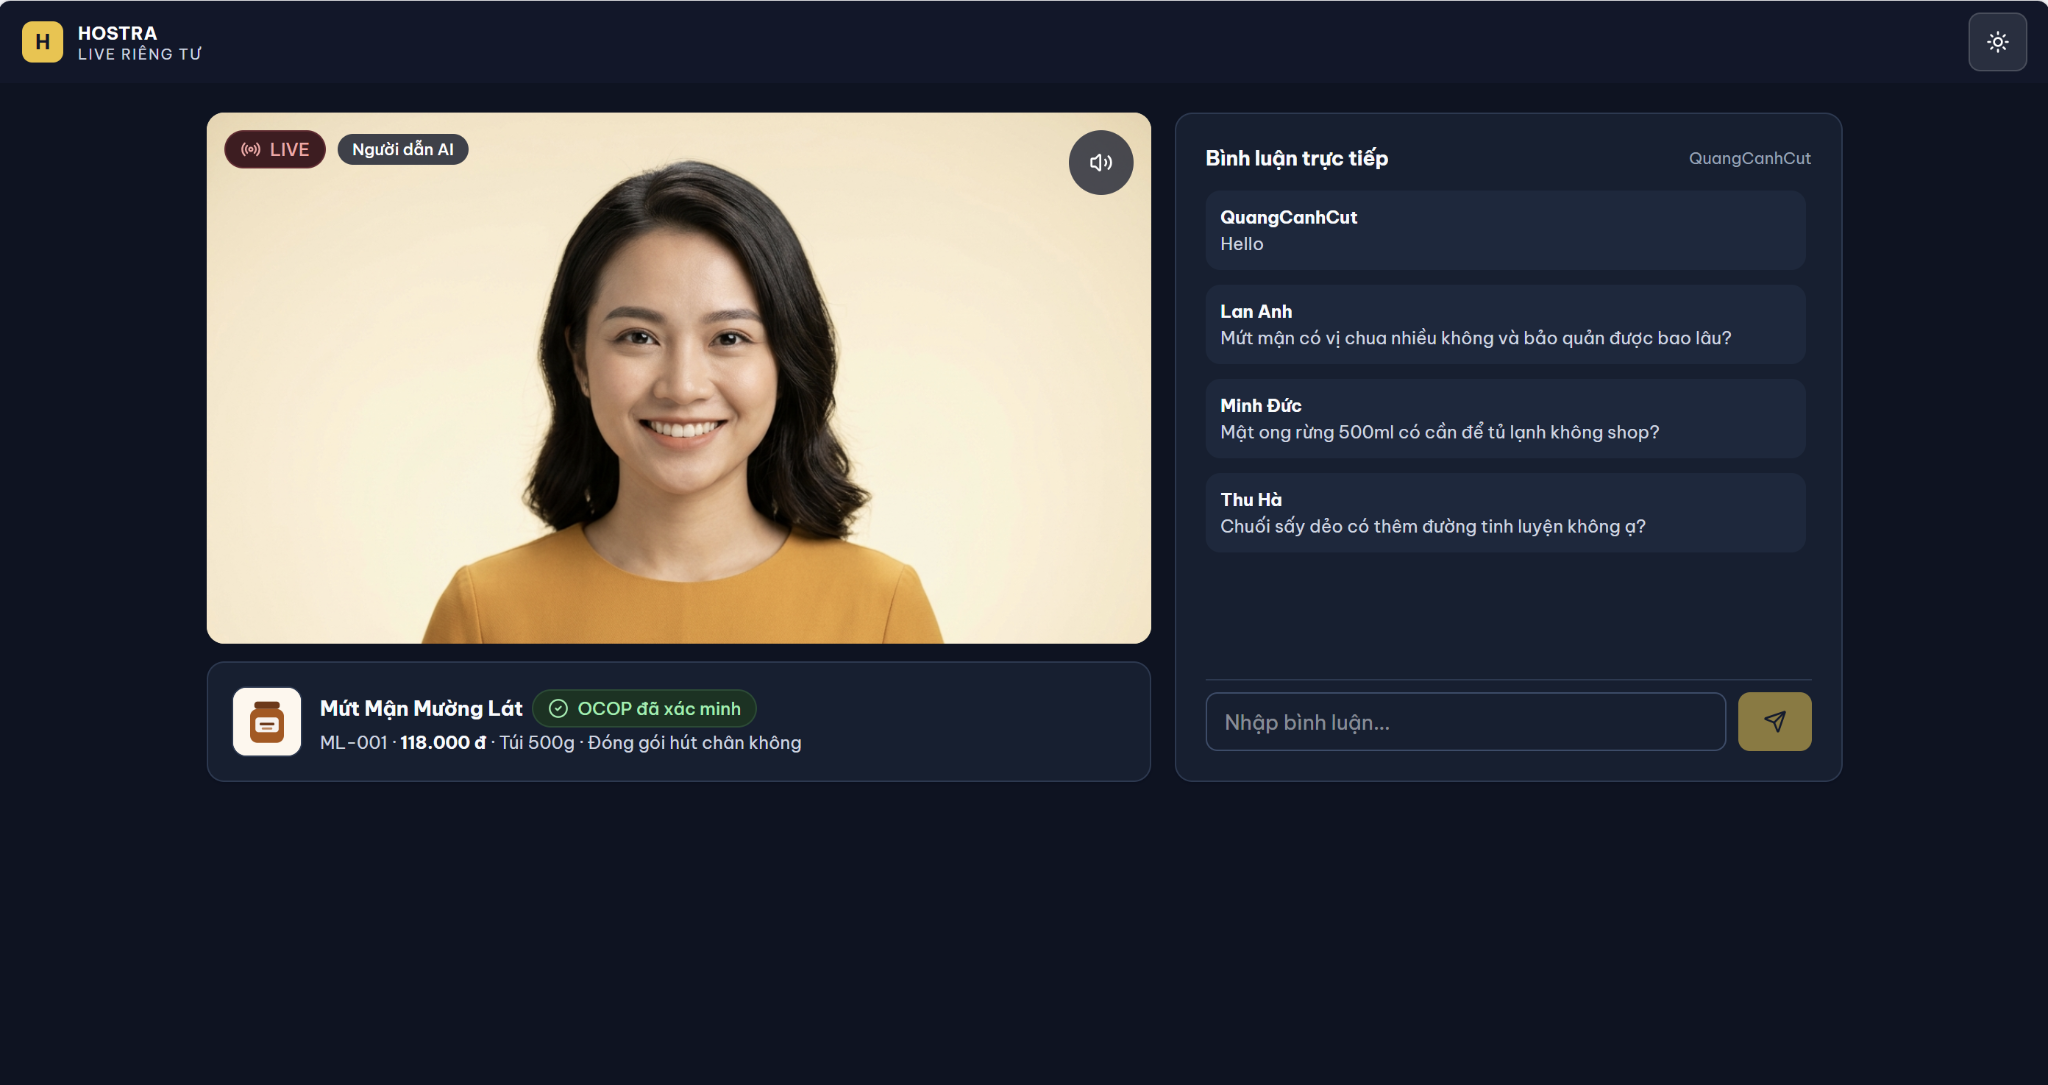 H
HOSTRA
LIVE RIÊNG TƯ
LIVE
Người dẫn AI
Mứt Mận Mường Lát
OCOP đã xác minh
ML-001 · 118.000 đ · Túi 500g · Đóng gói hút chân không
Bình luận trực tiếp
QuangCanhCut
QuangCanhCut
Hello
Lan Anh
Mứt mận có vị chua nhiều không và bảo quản được bao lâu?
Minh Đức
Mật ong rừng 500ml có cần để tủ lạnh không shop?
Thu Hà
Chuối sấy dẻo có thêm đường tinh luyện không ạ?
Nhập bình luận...